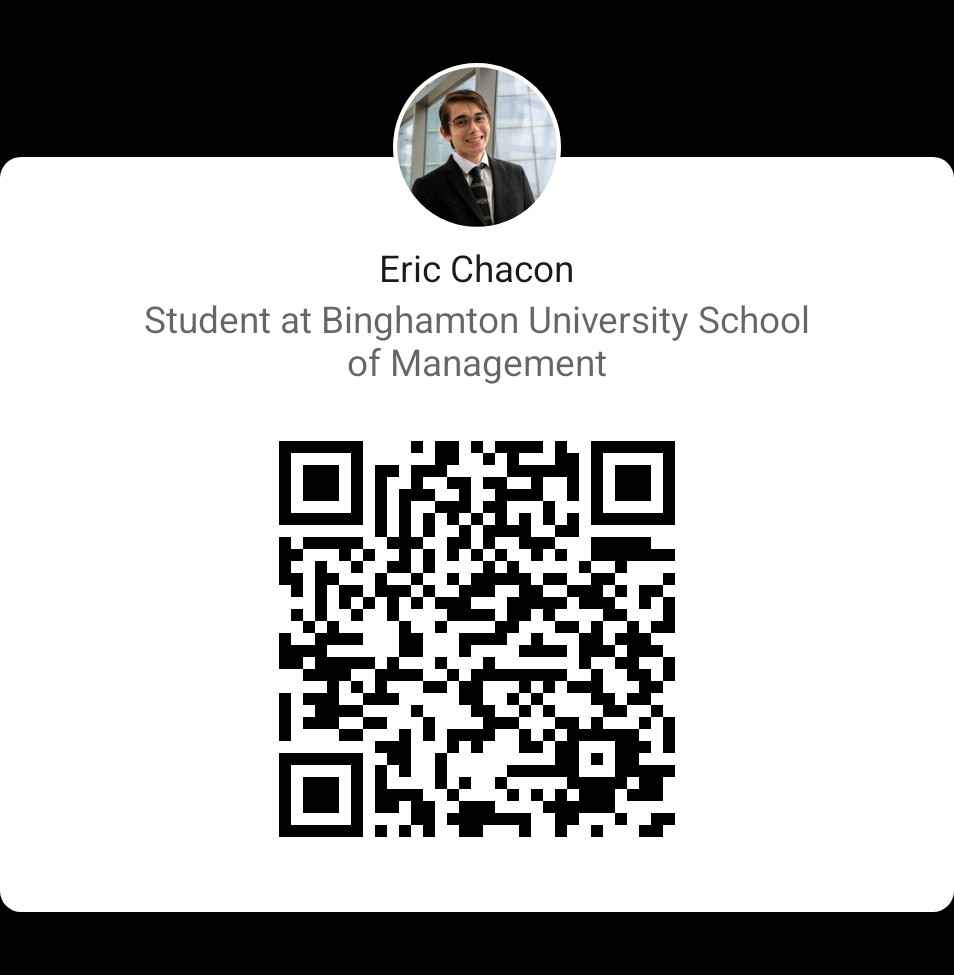 Eric Chacon
Student at Binghamton University School
of Management